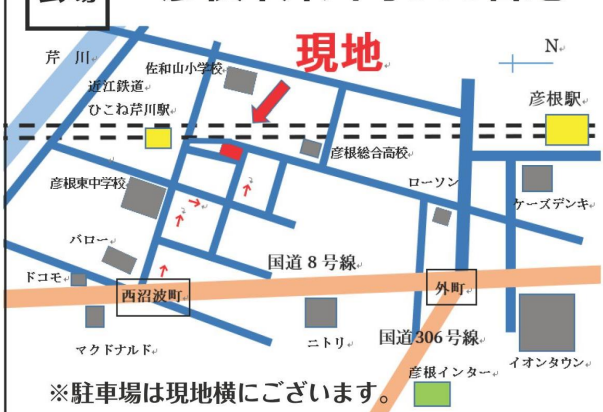 現地
N
芹 川
佐和山小学校
近江鉄道
ひこね芹川駅
彦根駅
彦根総合高校
彦根東中学校
ローソン
ケーズデンキ
バロー
国道8号線
ドコモ
西沼波町
外町
マクドナルド
ニトリ
国道306号線
彦根インター
イオンタウン
※駐車場は現地横にございます。